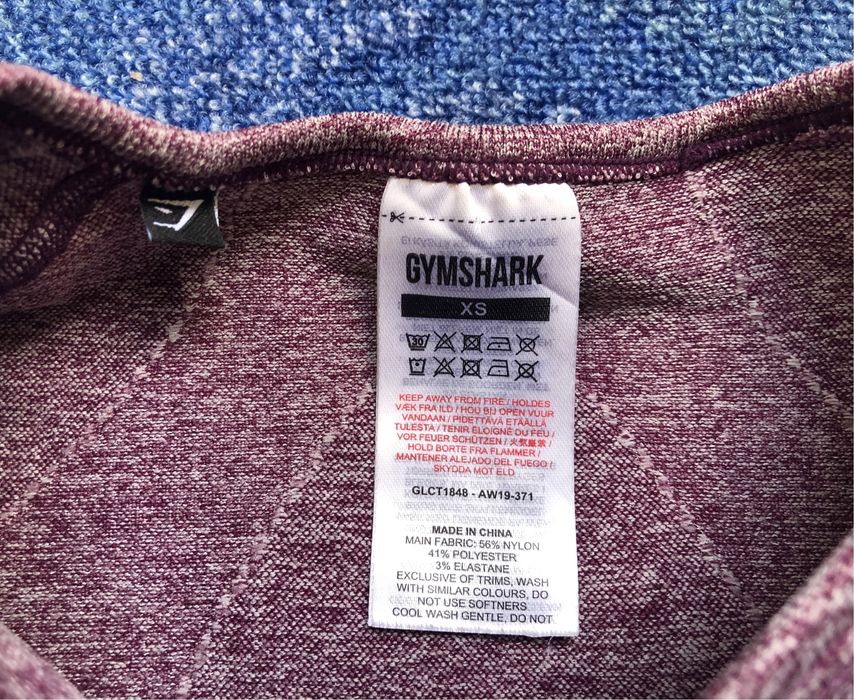 GYMSHARK
XS
30
KEEP AWAY FROM FIRE / HOLDES
VÆK FRA ILD / HOU BIJ OPEN VUUR
VANDAAN / PIDETTÄVÄ ETÄÄLLÄ
TULESTA / TENIR ÉLOIGNÉ DU FEU /
VOR FEUER SCHÜTZEN / 火気厳禁 /
HOLD BORTE FRA FLAMMER /
MANTENER ALEJADO DEL FUEGO /
SKYDDA MOT ELD
GLCT1848 - AW19-371
MADE IN CHINA
MAIN FABRIC: 56% NYLON
41% POLYESTER
3% ELASTANE
EXCLUSIVE OF TRIMS, WASH
WITH SIMILAR COLOURS, DO
NOT USE SOFTNERS
COOL WASH GENTLE, DO NOT